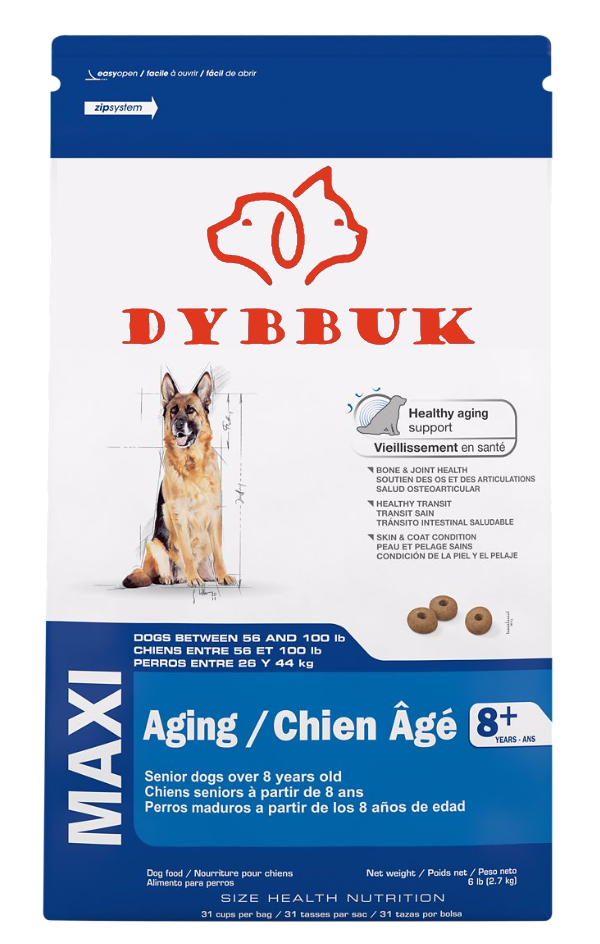 easyopen / facile à ouvrir / fácil de abrir
zipsystem
DYBBUK
Healthy aging
support
Vieillissement en santé
BONE & JOINT HEALTH
SOUTIEN DES OS ET DES ARTICULATIONS
SALUD OSTEOARTICULAR
HEALTHY TRANSIT
TRANSIT SAIN
TRÁNSITO INTESTINAL SALUDABLE
SKIN & COAT CONDITION
PEAU ET PELAGE SAINS
CONDICIÓN DE LA PIEL Y EL PELAJE
DOGS BETWEEN 56 AND 100 lb
CHIENS ENTRE 56 ET 100 lb
PERROS ENTRE 26 Y 44 kg
MAXI
Aging / Chien Âgé 8+
YEARS - ANS
Senior dogs over 8 years old
Chiens seniors à partir de 8 ans
Perros maduros a partir de los 8 años de edad
Dog food / Nourriture pour chiens
Alimento para perros
Net weight / Poids net / Peso neto
6 lb (2.7 kg)
SIZE HEALTH NUTRITION
31 cups per bag / 31 tasses par sac / 31 tazas por bolsa